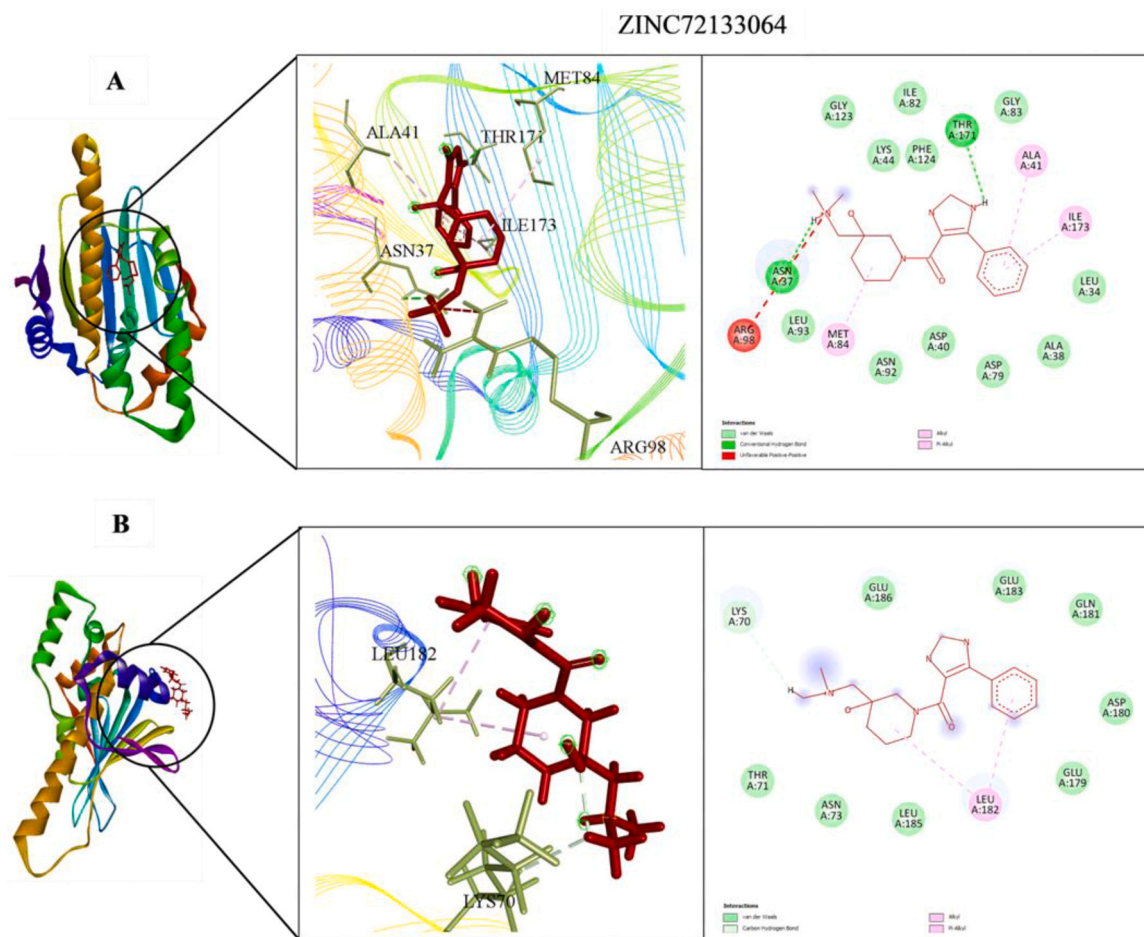 ZINC72133064
A
MET84
ALA41
THR171
ILE173
ASN37
ARG98
GLY
A:123
ILE
A:82
GLY
A:83
THR
A:171
LYS
A:44
PHE
A:124
ALA
A:41
ILE
A:173
H
N
N
N
H
O
N
O
ASN
A:37
LEU
A:34
ARG
A:98
LEU
A:93
MET
A:84
ASP
A:40
ALA
A:38
ASN
A:92
ASP
A:79
Interactions
van der Waals
Conventional Hydrogen Bond
Unfavorable Positive-Positive
Alkyl
Pi-Alkyl
B
LEU182
LYS70
GLU
A:186
GLU
A:183
GLN
A:181
LYS
A:70
N
N
H
N
O
N
O
ASP
A:180
THR
A:71
ASN
A:73
LEU
A:185
LEU
A:182
GLU
A:179
Interactions
van der Waals
Carbon Hydrogen Bond
Alkyl
Pi-Alkyl